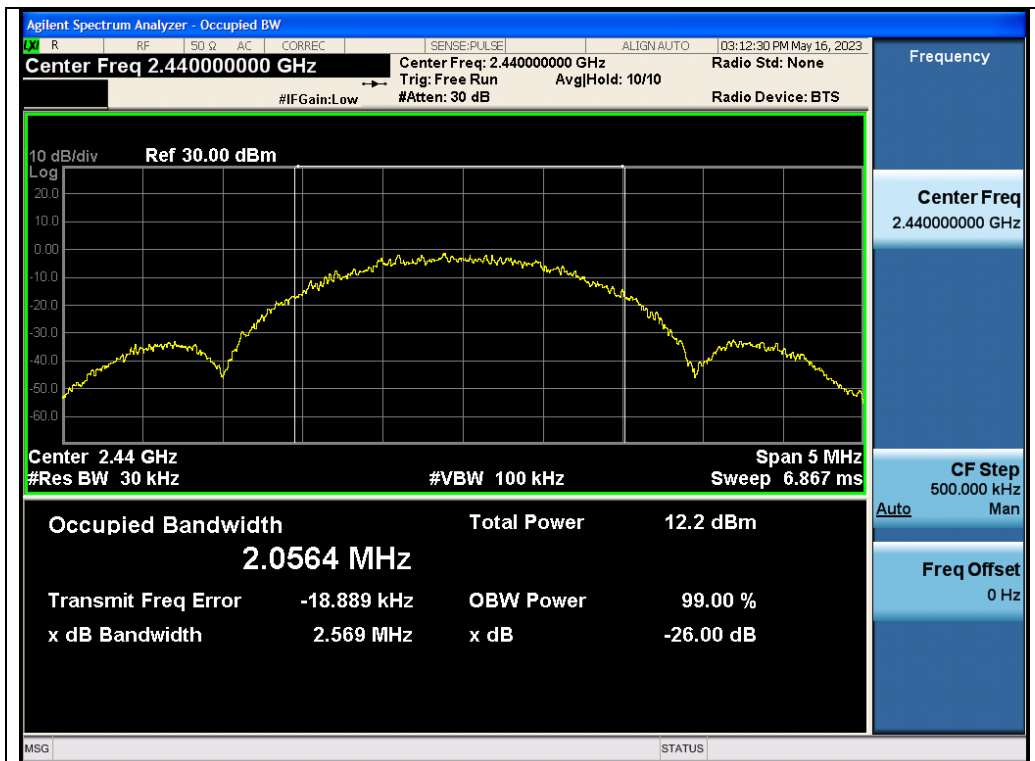 Agilent Spectrum Analyzer - Occupied BW
LXI R RF 50 Ω AC CORREC SENSE:PULSE ALIGN AUTO 03:12:30 PM May 16, 2023
Center Freq 2.440000000 GHz Center Freq: 2.440000000 GHz Radio Std: None
Trig: Free Run Avg|Hold: 10/10
#IFGain:Low #Atten: 30 dB Radio Device: BTS
10 dB/div Ref 30.00 dBm
Log
20.0
10.0
0.00
-10.0
-20.0
-30.0
-40.0
-50.0
-60.0
Center 2.44 GHz Span 5 MHz
#Res BW 30 kHz #VBW 100 kHz Sweep 6.867 ms
Occupied Bandwidth Total Power 12.2 dBm
2.0564 MHz
Transmit Freq Error -18.889 kHz OBW Power 99.00 %
x dB Bandwidth 2.569 MHz x dB -26.00 dB
MSG STATUS
Frequency
Center Freq
2.440000000 GHz
CF Step
500.000 kHz
Auto Man
Freq Offset
0 Hz